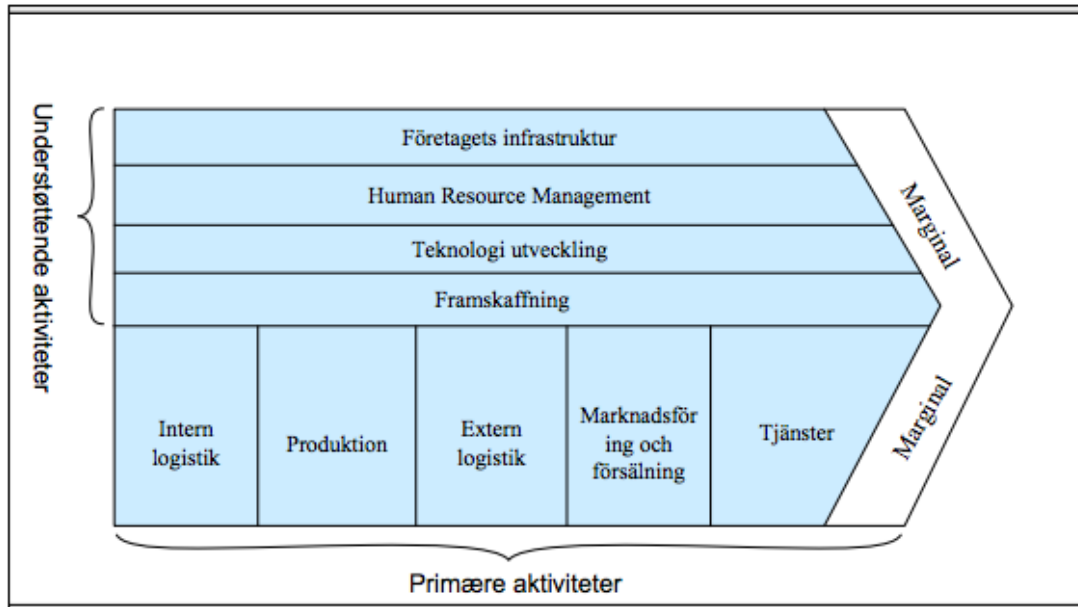 Understøttende aktiviteter
Företagets infrastruktur
Human Resource Management
Teknologi utveckling
Framskaffning
Marginal
Intern
logistik
Produktion
Extern
logistik
Marknadsför
ing och
försälning
Tjänster
Marginal
Primære aktiviteter